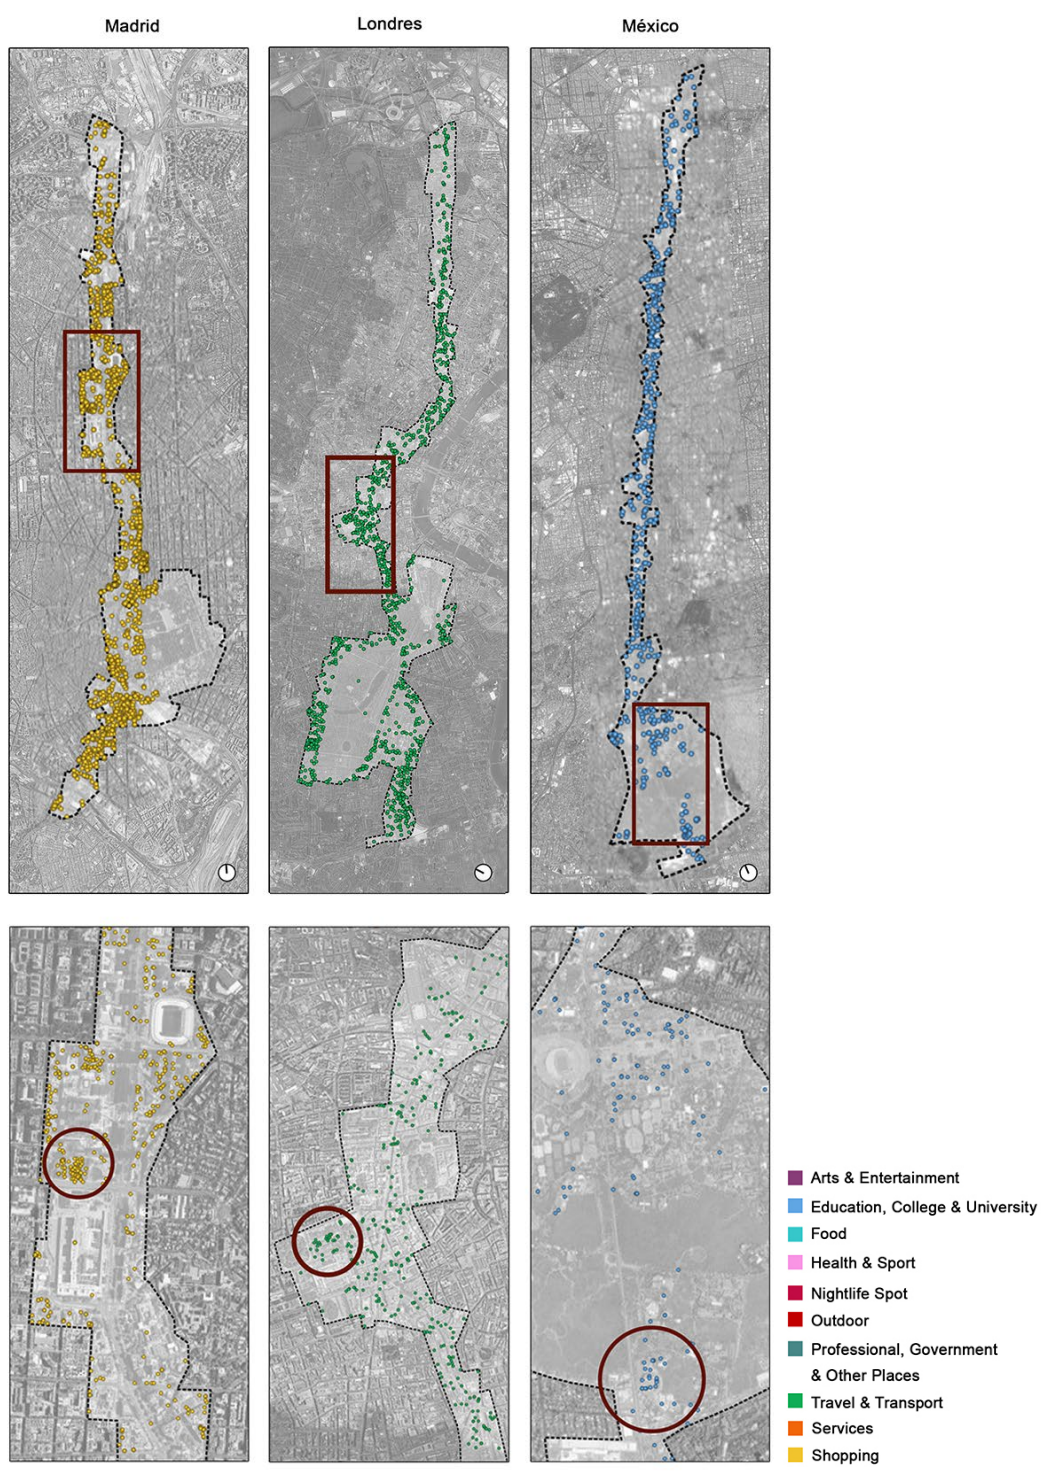 Madrid
Londres
México
Arts & Entertainment
Education, College & University
Food
Health & Sport
Nightlife Spot
Outdoor
Professional, Government
& Other Places
Travel & Transport
Services
Shopping